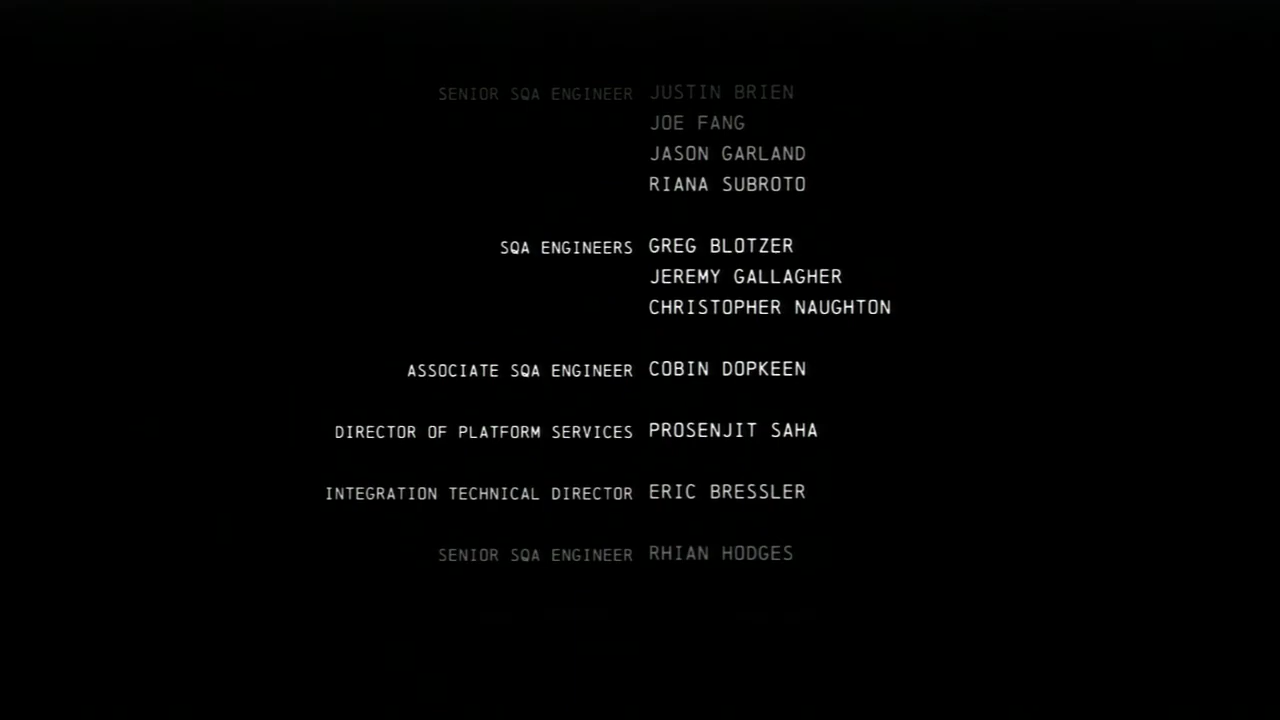 SENIOR SQA ENGINEER JUSTIN BRIEN
JOE FANG
JASON GARLAND
RIANA SUBROTO
SQA ENGINEERS GREG BLOTZER
JEREMY GALLAGHER
CHRISTOPHER NAUGHTON
ASSOCIATE SQA ENGINEER COBIN DOPKEEN
DIRECTOR OF PLATFORM SERVICES PROSENJIT SAHA
INTEGRATION TECHNICAL DIRECTOR ERIC BRESSLER
SENIOR SQA ENGINEER RHIAN HODGES